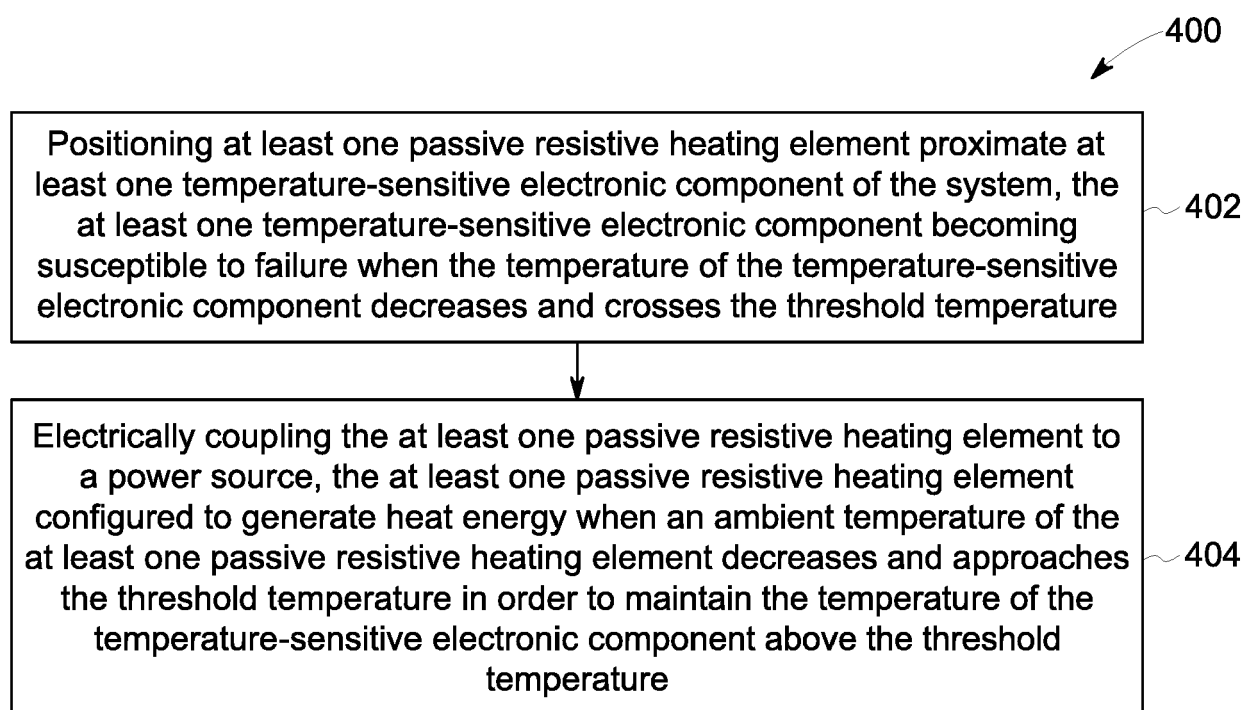 400
Positioning at least one passive resistive heating element proximate at
least one temperature-sensitive electronic component of the system, the
at least one temperature-sensitive electronic component becoming
susceptible to failure when the temperature of the temperature-sensitive
electronic component decreases and crosses the threshold temperature
402
Electrically coupling the at least one passive resistive heating element to
a power source, the at least one passive resistive heating element
configured to generate heat energy when an ambient temperature of the
at least one passive resistive heating element decreases and approaches
the threshold temperature in order to maintain the temperature of the
temperature-sensitive electronic component above the threshold
temperature
404